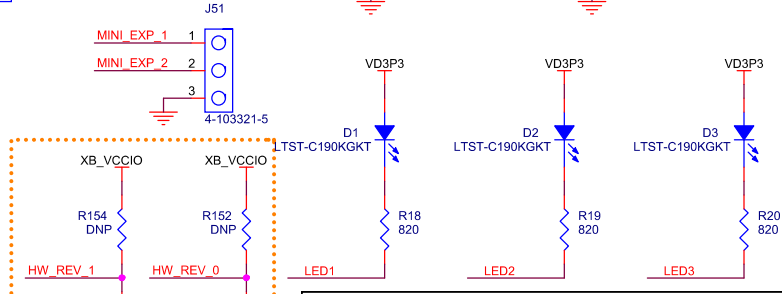 J51
MINI_EXP_1 1
MINI_EXP_2 2
3
4-103321-5
VD3P3
VD3P3
VD3P3
D1
LTST-C190KGKT
D2
LTST-C190KGKT
D3
LTST-C190KGKT
XB_VCCIO
XB_VCCIO
R154
DNP
R152
DNP
R18
820
R19
820
R20
820
HW_REV_1
HW_REV_0
LED1
LED2
LED3